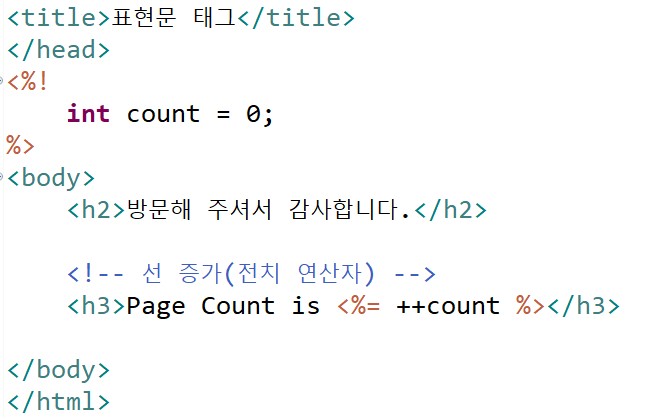 <title>표현문 태그</title>
</head>
<%!
    int count = 0;
%>
<body>
    <h2>방문해 주셔서 감사합니다.</h2>
    <!-- 선 증가(전치 연산자) -->
    <h3>Page Count is <%= ++count %></h3>
</body>
</html>